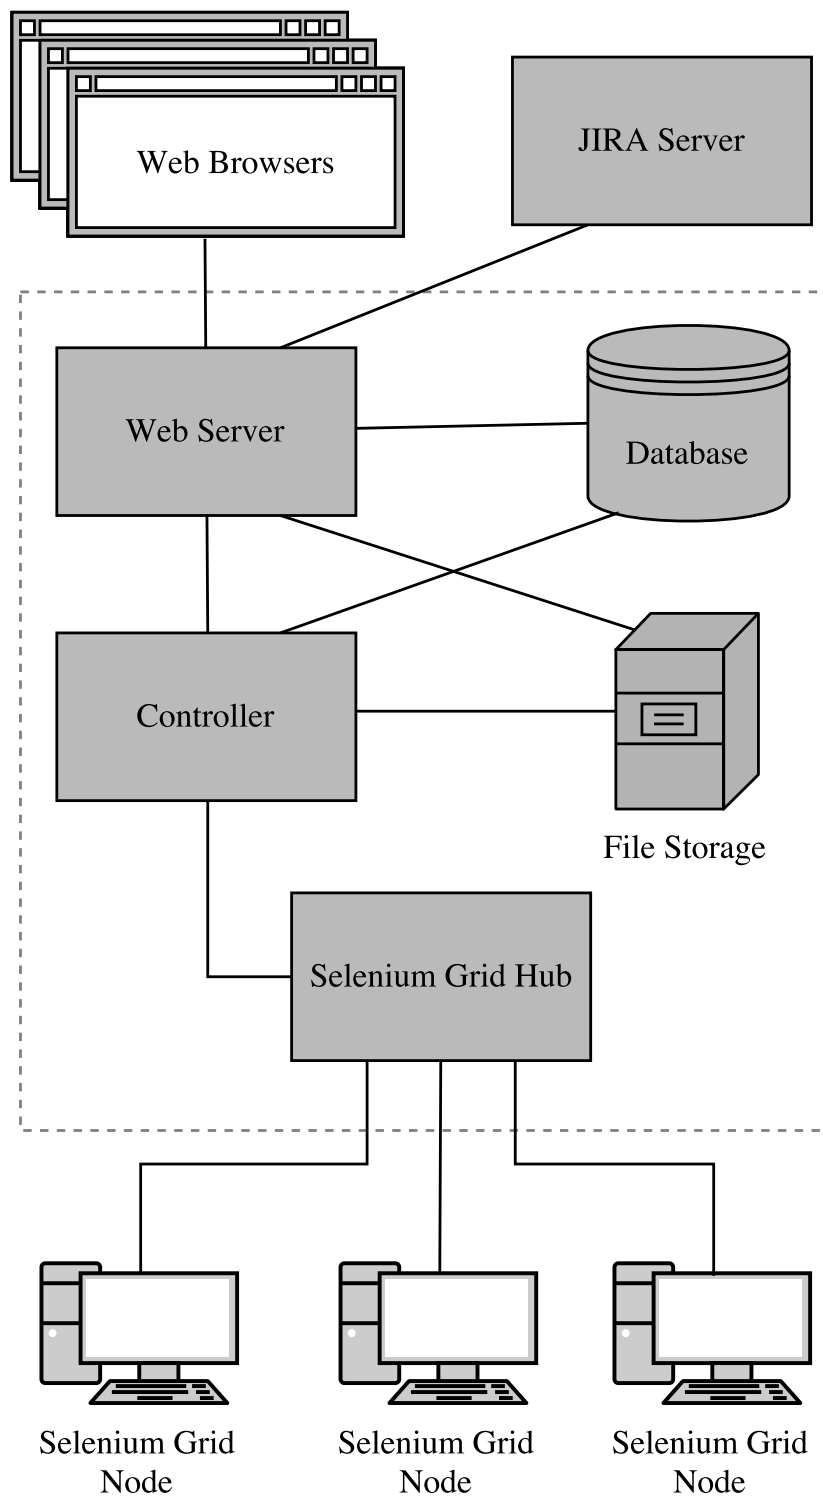 Web Browsers
JIRA Server
Web Server
Database
Controller
File Storage
Selenium Grid Hub
Selenium Grid
Node
Selenium Grid
Node
Selenium Grid
Node